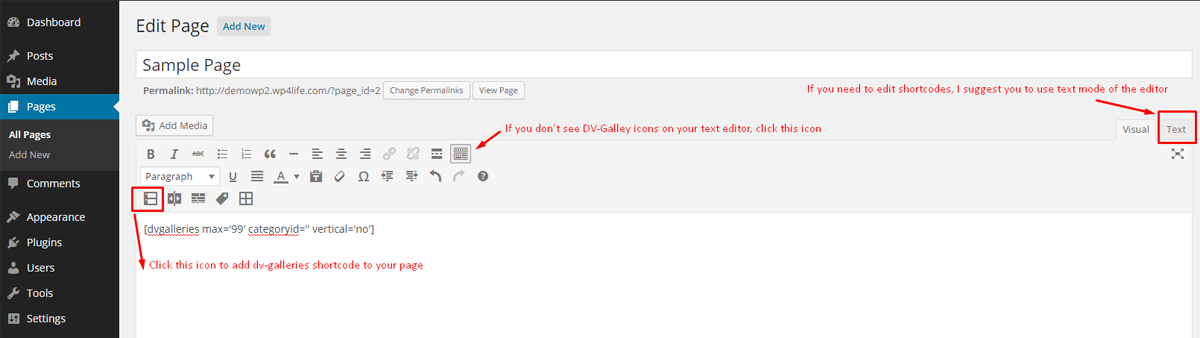 Dashboard
Posts
Media
Pages
All Pages
Add New
Comments
Appearance
Plugins
Users
Tools
Settings
Edit Page Add New
Sample Page
Permalink: http://demowp2.wp4life.com/?page_id=2 Change Permalinks View Page
If you need to edit shortcodes, I suggest you to use text mode of the editor
Add Media
If you don't see DV-Galley icons on your text editor, click this icon
Visual Text
B I ABC
Paragraph U A Ω ?
[dvgalleries max='99' categoryid='' vertical='no']
Click this icon to add dv-galleries shortcode to your page